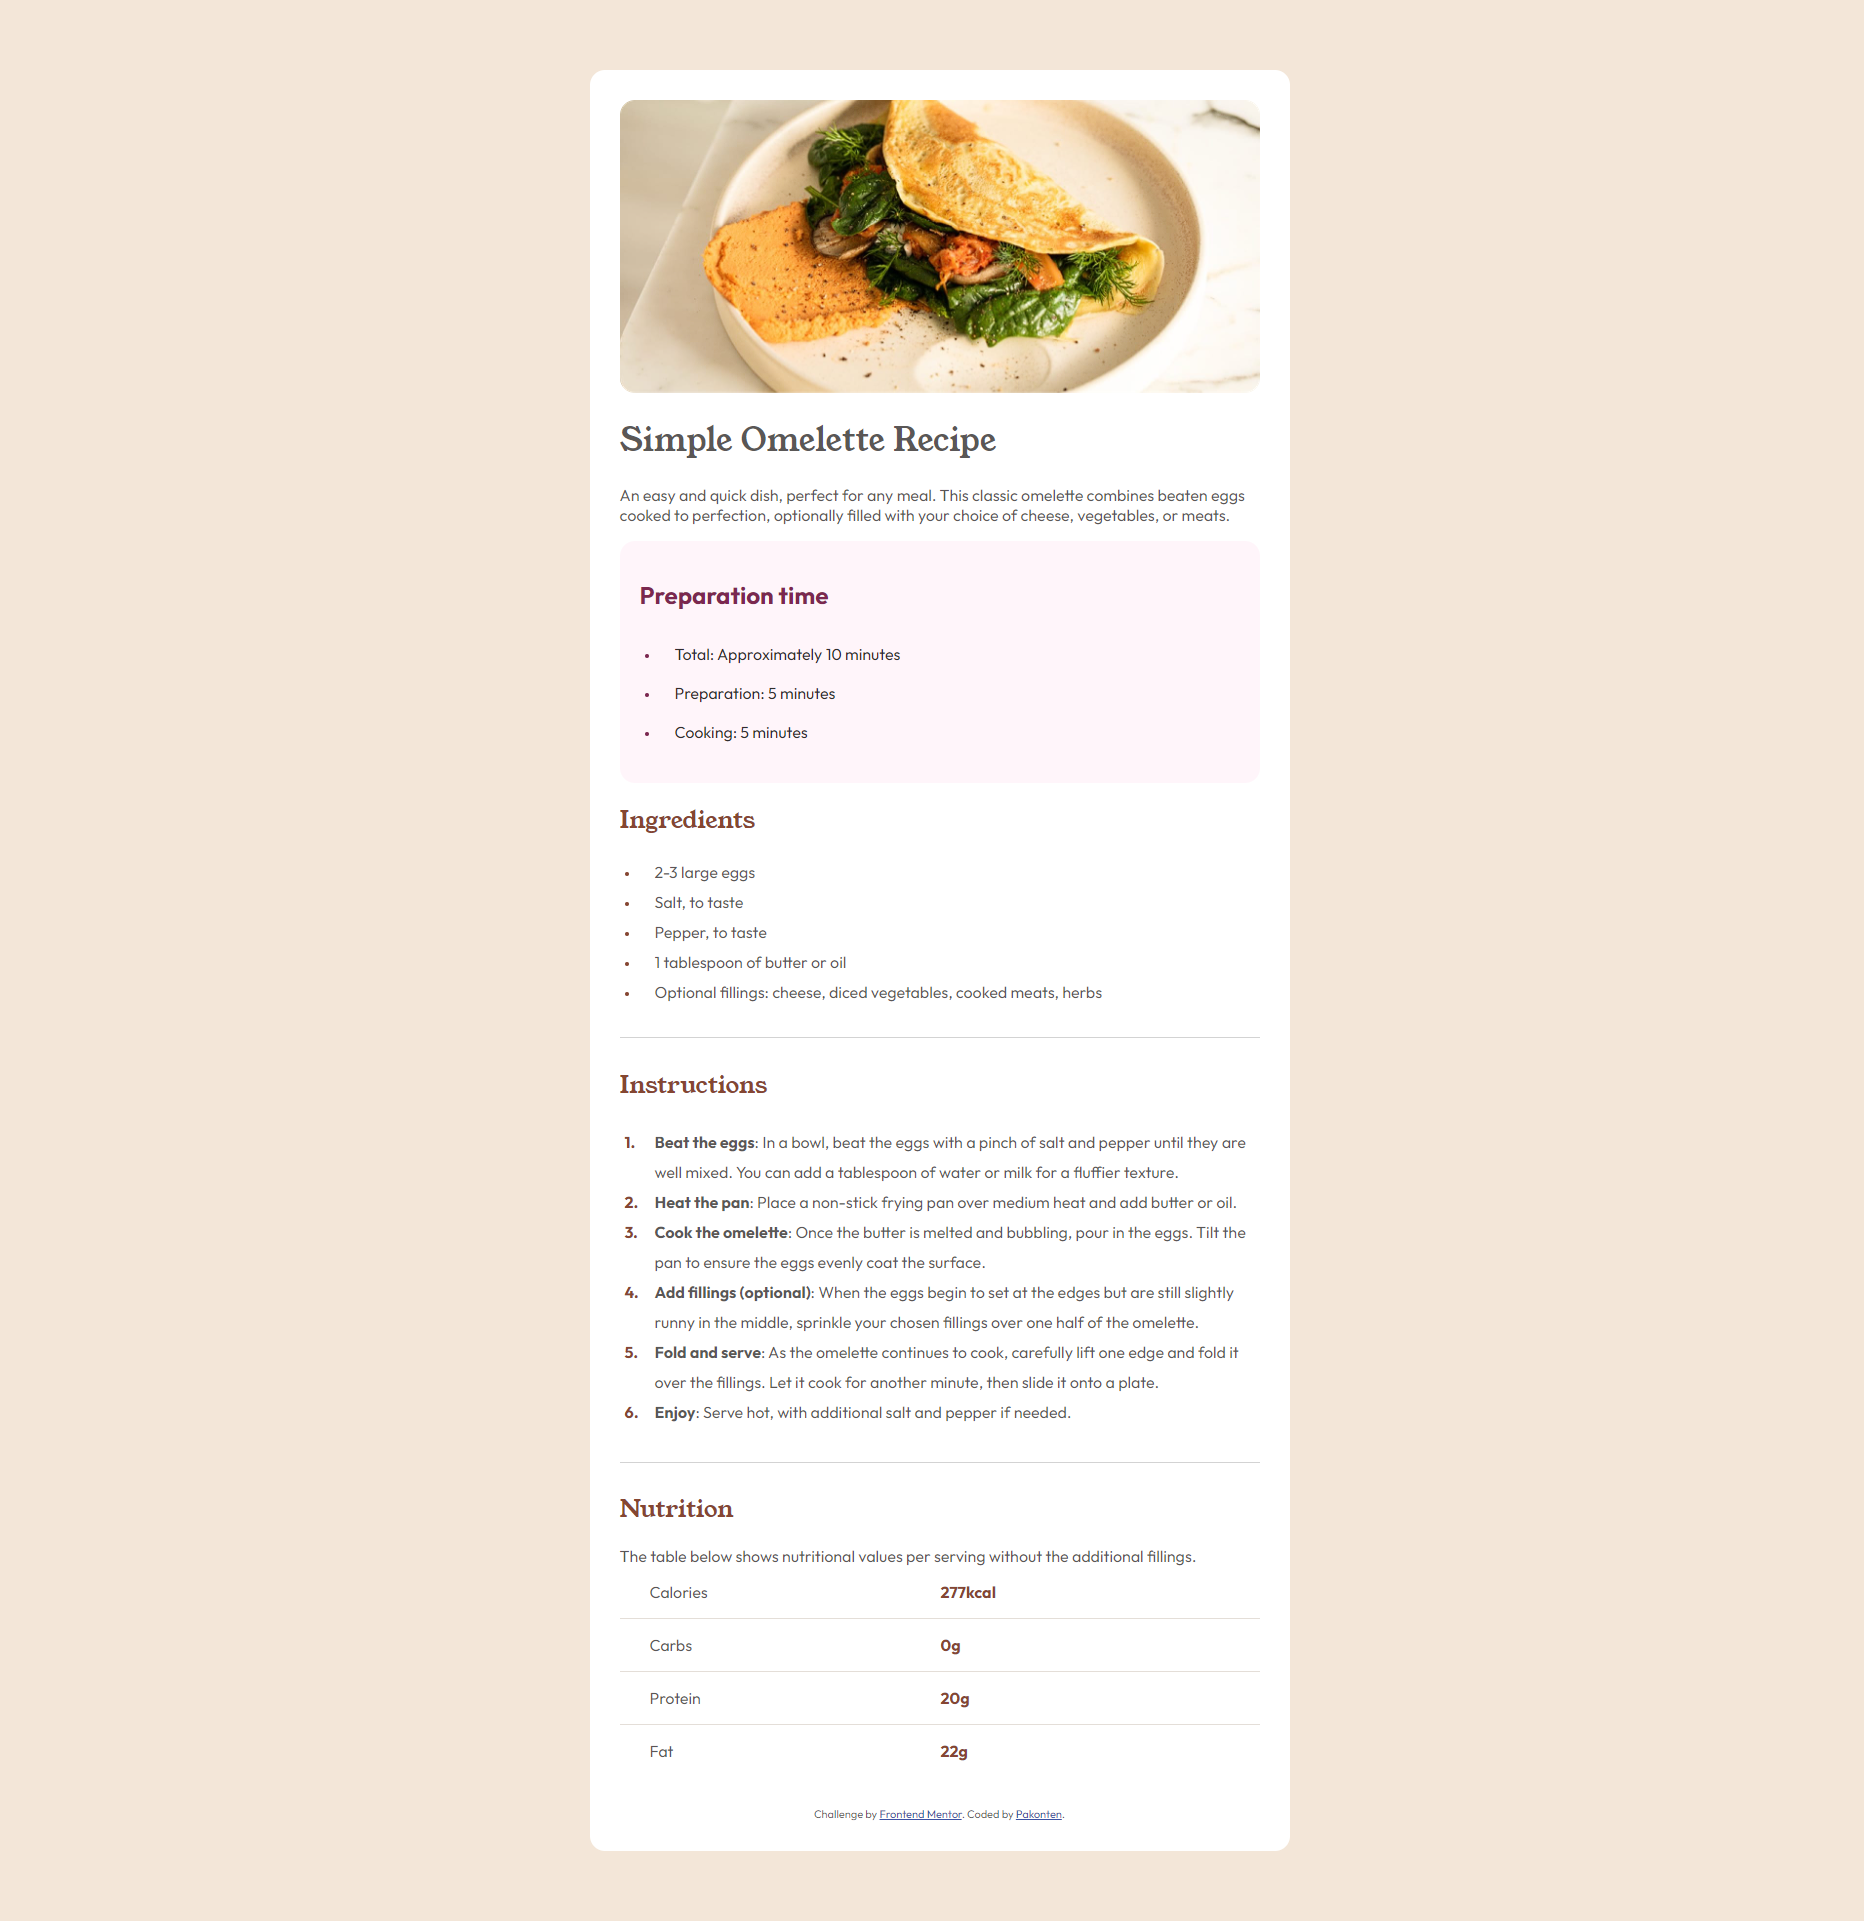 Simple Omelette Recipe
An easy and quick dish, perfect for any meal. This classic omelette combines beaten eggs
cooked to perfection, optionally filled with your choice of cheese, vegetables, or meats.
Preparation time
• Total: Approximately 10 minutes
• Preparation: 5 minutes
• Cooking: 5 minutes
Ingredients
• 2-3 large eggs
• Salt, to taste
• Pepper, to taste
• 1 tablespoon of butter or oil
• Optional fillings: cheese, diced vegetables, cooked meats, herbs
Instructions
1. Beat the eggs: In a bowl, beat the eggs with a pinch of salt and pepper until they are
well mixed. You can add a tablespoon of water or milk for a fluffier texture.
2. Heat the pan: Place a non-stick frying pan over medium heat and add butter or oil.
3. Cook the omelette: Once the butter is melted and bubbling, pour in the eggs. Tilt the
pan to ensure the eggs evenly coat the surface.
4. Add fillings (optional): When the eggs begin to set at the edges but are still slightly
runny in the middle, sprinkle your chosen fillings over one half of the omelette.
5. Fold and serve: As the omelette continues to cook, carefully lift one edge and fold it
over the fillings. Let it cook for another minute, then slide it onto a plate.
6. Enjoy: Serve hot, with additional salt and pepper if needed.
Nutrition
The table below shows nutritional values per serving without the additional fillings.
Calories 277kcal
Carbs 0g
Protein 20g
Fat 22g
Challenge by Frontend Mentor. Coded by Pakonten.